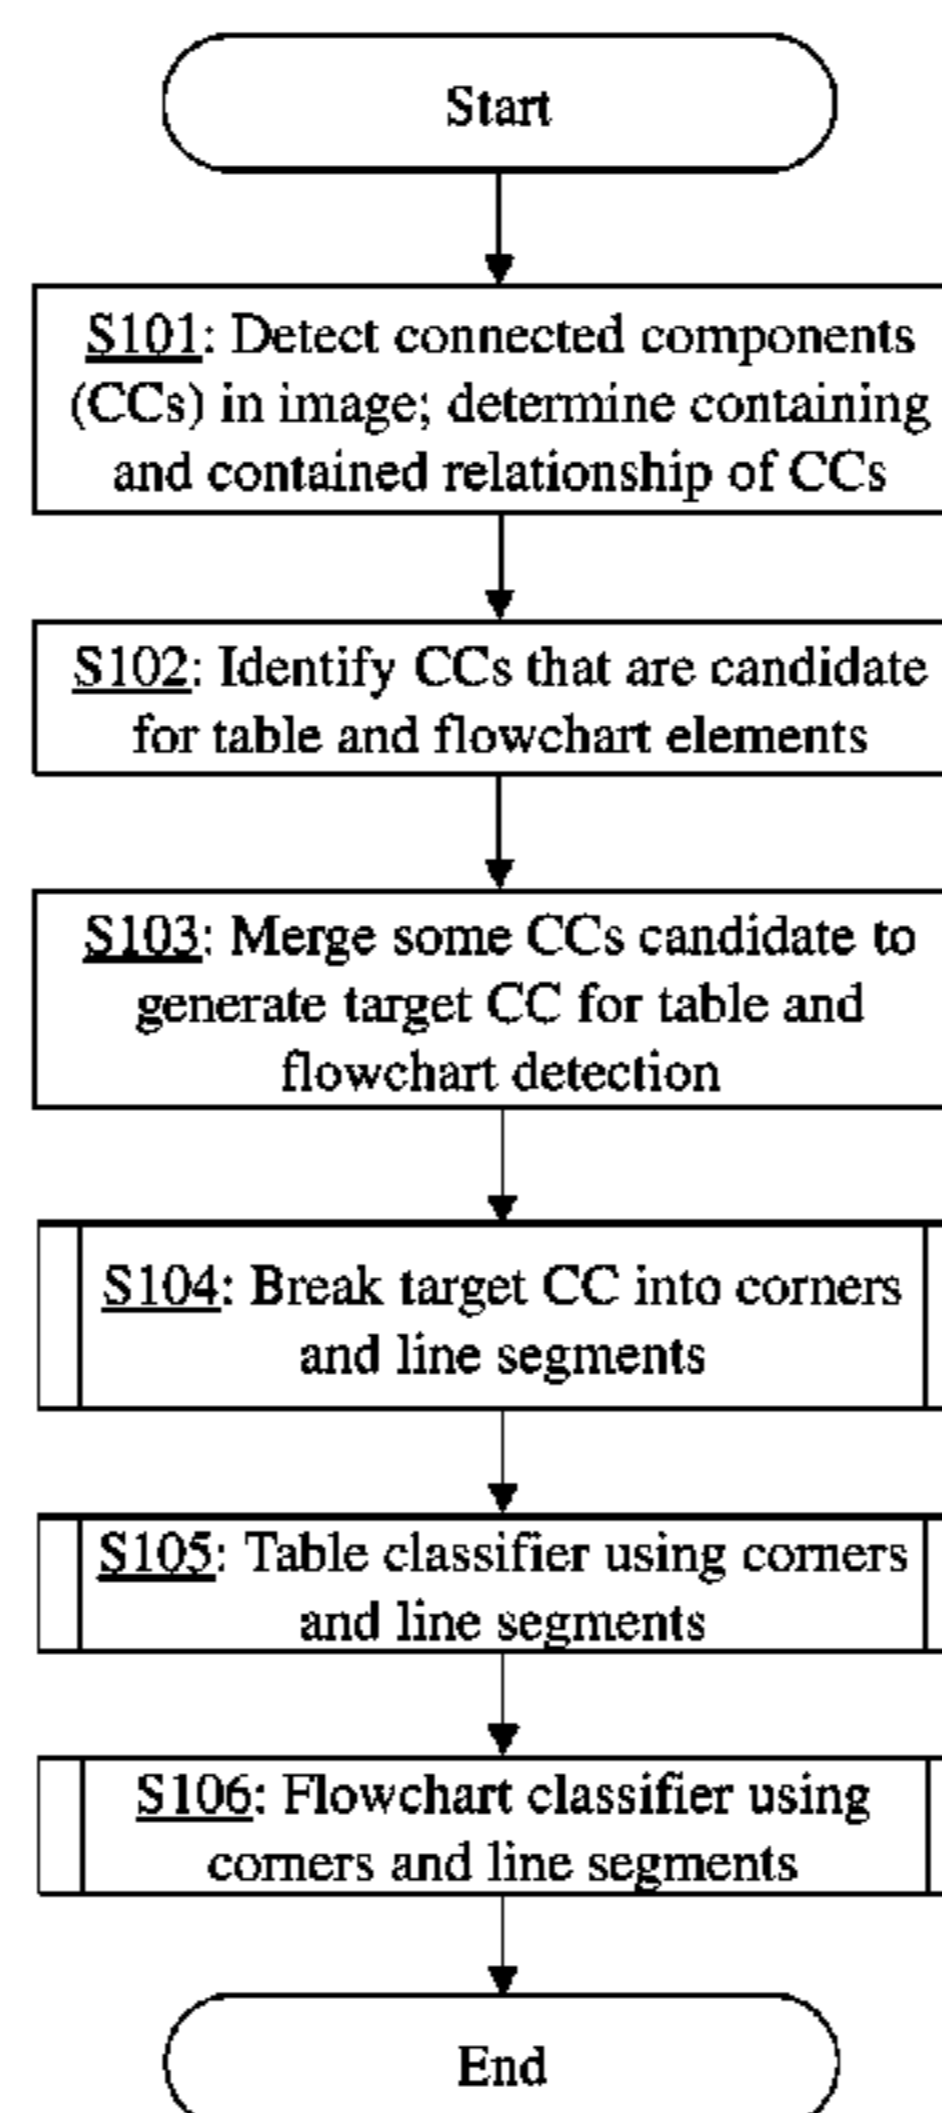 Start
S101: Detect connected components
(CCs) in image; determine containing
and contained relationship of CCs
S102: Identify CCs that are candidate
for table and flowchart elements
S103: Merge some CCs candidate to
generate target CC for table and
flowchart detection
S104: Break target CC into corners
and line segments
S105: Table classifier using corners
and line segments
S106: Flowchart classifier using
corners and line segments
End